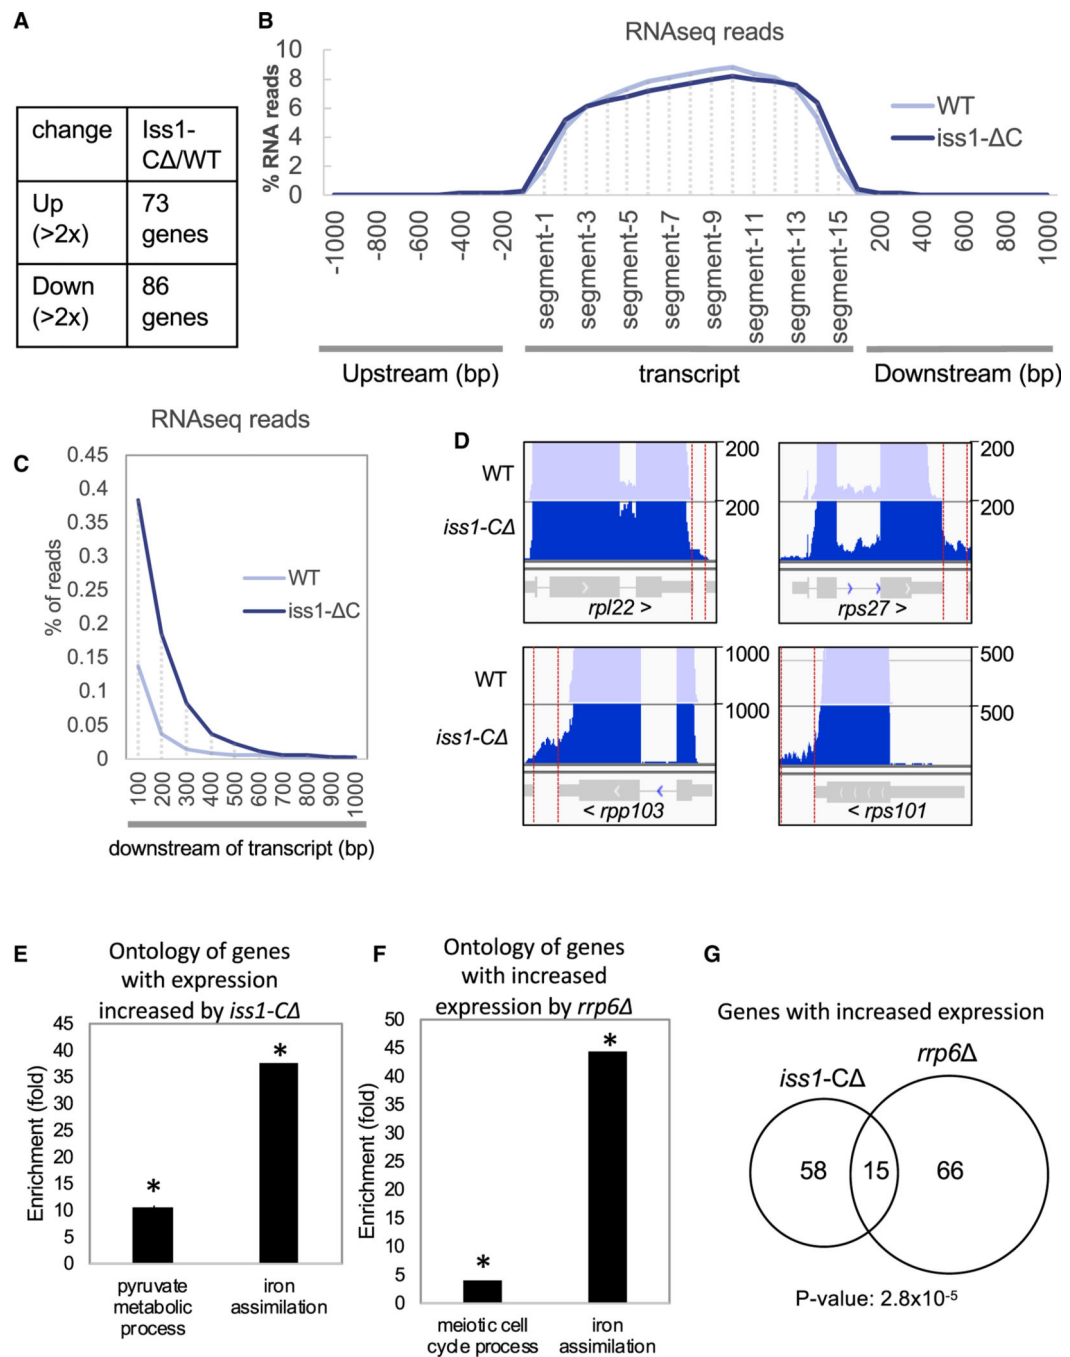 A
change
Iss1-
CΔ/WT
Up
(>2x)
73
genes
Down
(>2x)
86
genes
B
RNAseq reads
% RNA reads
10
8
6
4
2
0
WT
iss1-ΔC
-1000
-800
-600
-400
-200
segment-1
segment-3
segment-5
segment-7
segment-9
segment-11
segment-13
segment-15
200
400
600
800
1000
Upstream (bp)
transcript
Downstream (bp)
C
RNAseq reads
% of reads
0.45
0.4
0.35
0.3
0.25
0.2
0.15
0.1
0.05
0
WT
iss1-ΔC
100
200
300
400
500
600
700
800
900
1000
downstream of transcript (bp)
D
WT
iss1-CΔ
200
200
rpl22 >
200
200
rps27 >
WT
iss1-CΔ
1000
1000
< rpp103
500
500
< rps101
E
Ontology of genes
with expression
increased by iss1-CΔ
Enrichment (fold)
45
40
35
30
25
20
15
10
5
0
*
*
pyruvate
metabolic
process
iron
assimilation
F
Ontology of genes
with increased
expression by rrp6Δ
Enrichment (fold)
50
45
40
35
30
25
20
15
10
5
0
*
*
meiotic cell
cycle process
iron
assimilation
G
Genes with increased expression
iss1-CΔ
rrp6Δ
58
15
66
P-value: 2.8x10⁻⁵